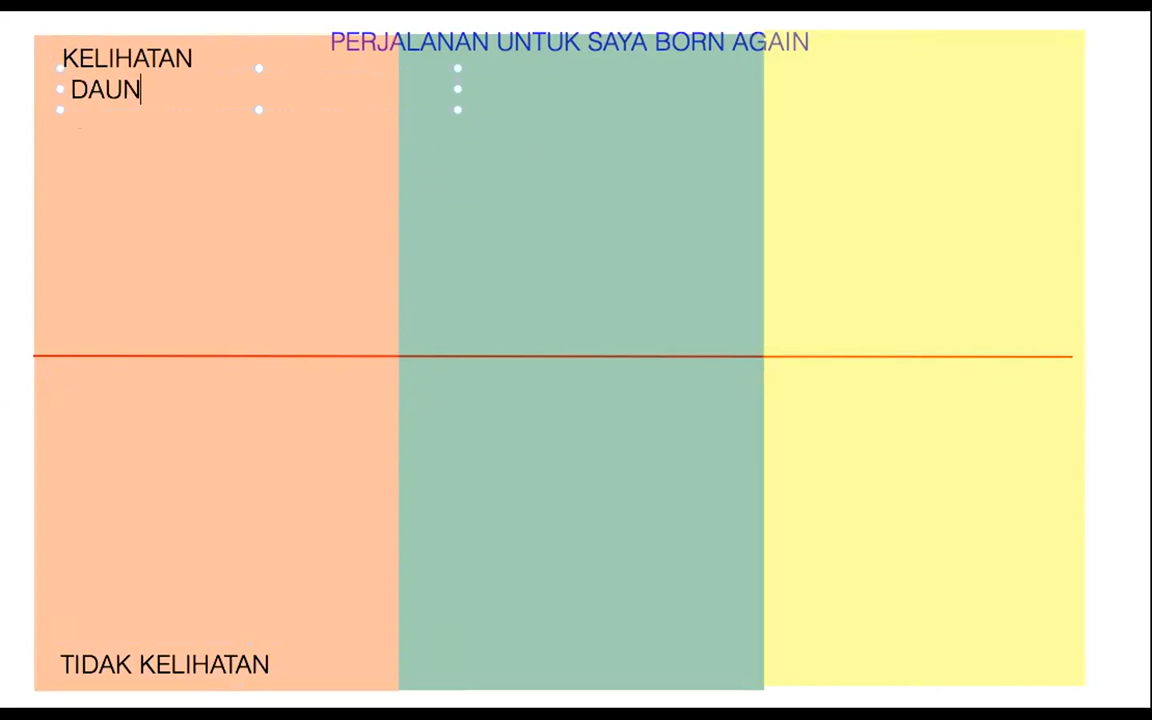 PERJALANAN UNTUK SAYA BORN AGAIN
KELIHATAN
DAUN
TIDAK KELIHATAN